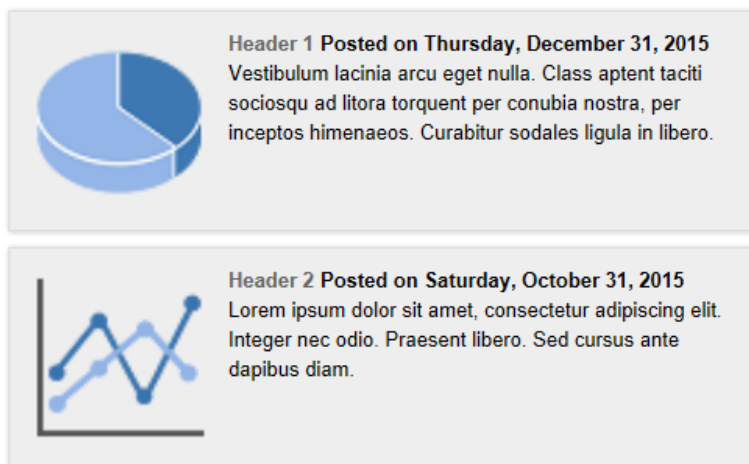 Header 1 Posted on Thursday, December 31, 2015
Vestibulum lacinia arcu eget nulla. Class aptent taciti
sociosqu ad litora torquent per conubia nostra, per
inceptos himenaeos. Curabitur sodales ligula in libero.
Header 2 Posted on Saturday, October 31, 2015
Lorem ipsum dolor sit amet, consectetur adipiscing elit.
Integer nec odio. Praesent libero. Sed cursus ante
dapibus diam.